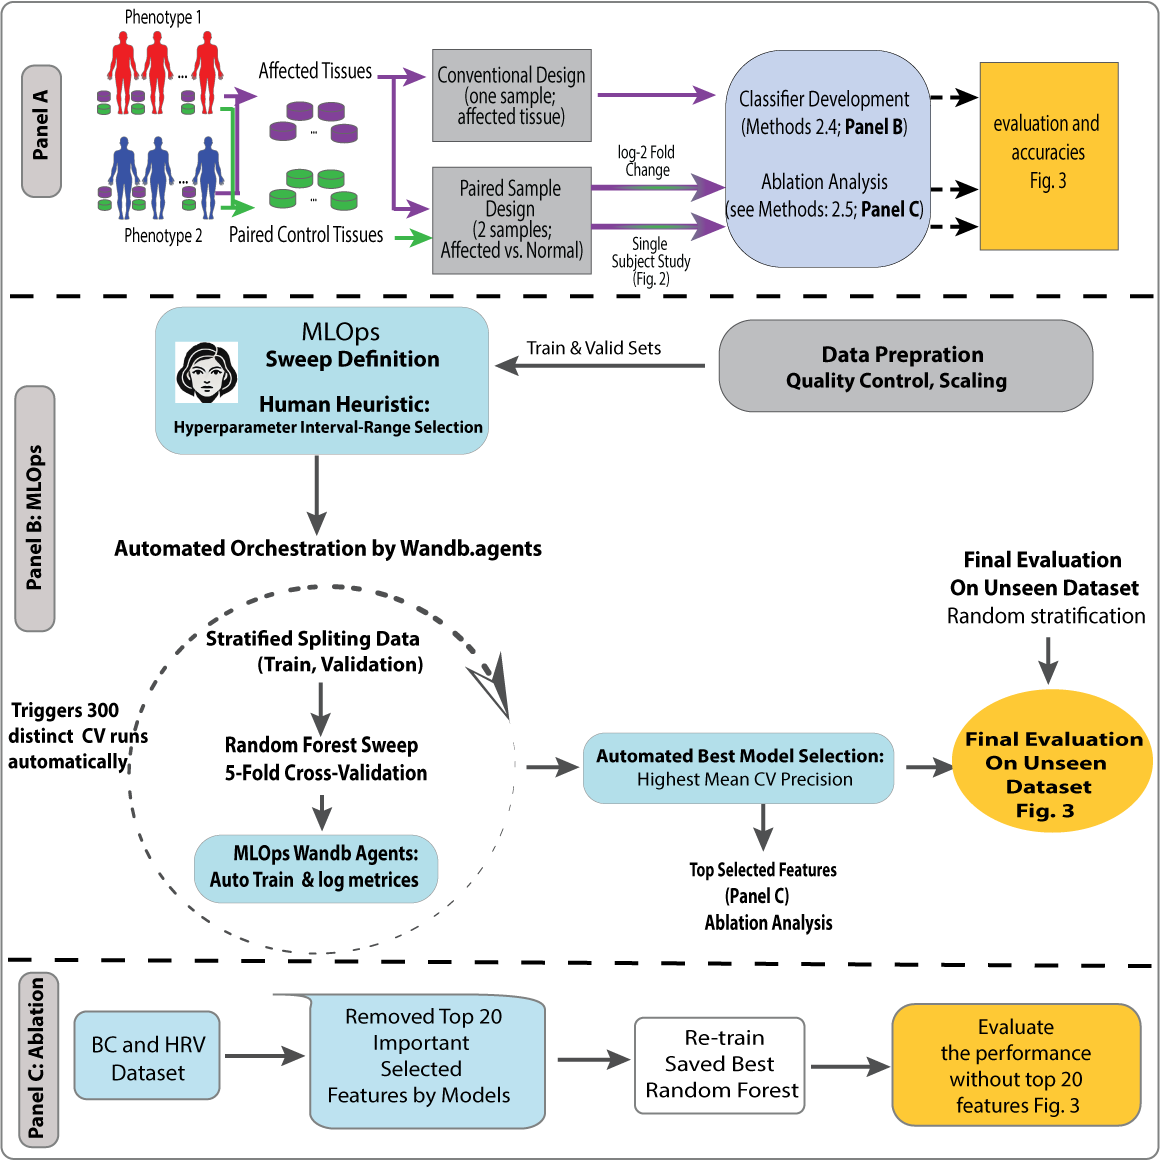 Panel A
Phenotype 1
...
...
Phenotype 2
Affected Tissues
...
...
Paired Control Tissues
Conventional Design
(one sample;
affected tissue)
Paired Sample
Design
(2 samples;
Affected vs. Normal)
log-2 Fold
Change
Single
Subject Study
(Fig. 2)
Classifier Development
(Methods 2.4; Panel B)
Ablation Analysis
(see Methods: 2.5; Panel C)
evaluation and
accuracies
Fig. 3
Panel B: MLOps
MLOps
Sweep Definition
Human Heuristic:
Hyperparameter Interval-Range Selection
Train & Valid Sets
Data Prepration
Quality Control, Scaling
Automated Orchestration by Wandb.agents
Stratified Spliting Data
(Train, Validation)
Triggers 300
distinct CV runs
automatically
Random Forest Sweep
5-Fold Cross-Validation
MLOps Wandb Agents:
Auto Train & log metrices
Automated Best Model Selection:
Highest Mean CV Precision
Top Selected Features
(Panel C)
Ablation Analysis
Final Evaluation
On Unseen Dataset
Random stratification
Final Evaluation
On Unseen
Dataset
Fig. 3
Panel C: Ablation
BC and HRV
Dataset
Removed Top 20
Important
Selected
Features by Models
Re-train
Saved Best
Random Forest
Evaluate
the performance
without top 20
features Fig. 3